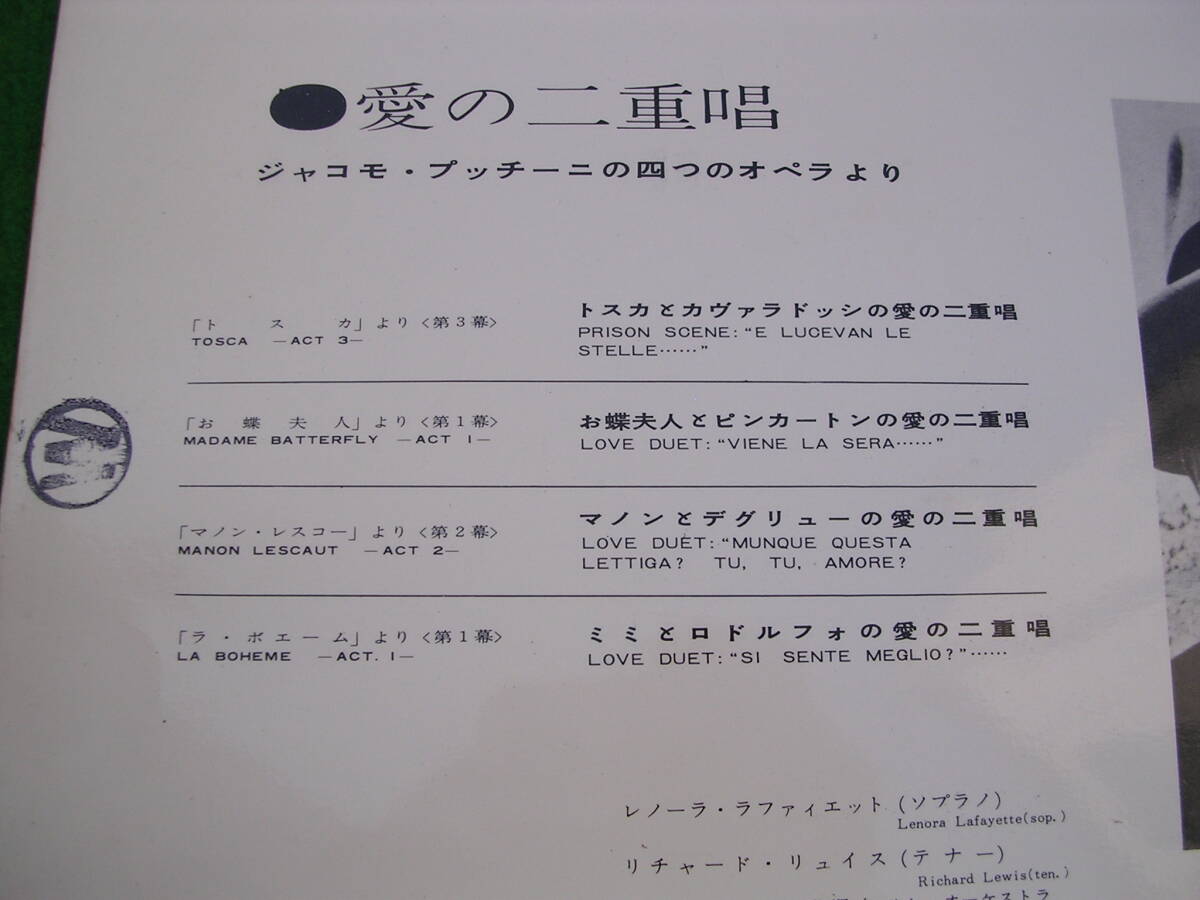 ●愛の二重唱
ジャコモ・プッチーニの四つのオペラより
「トスカ」より〈第3幕〉
TOSCA —ACT 3—
トスカとカヴァラドッシの愛の二重唱
PRISON SCENE: “E LUCEVAN LE
STELLE……”
「お蝶夫人」より〈第1幕〉
MADAME BATTERFLY —ACT 1—
お蝶夫人とピンカートンの愛の二重唱
LOVE DUET: “VIENE LA SERA……”
「マノン・レスコー」より〈第2幕〉
MANON LESCAUT —ACT 2—
マノンとデグリューの愛の二重唱
LOVE DUET: “MUNQUE QUESTA
LETTIGA? TU, TU, AMORE?
「ラ・ボエーム」より〈第1幕〉
LA BOHEME —ACT. 1—
ミミとロドルフォの愛の二重唱
LOVE DUET: “SI SENTE MEGLIO?”……
レノーラ・ラファィエット (ソプラノ)
Lenora Lafayette(sop.)
リチャード・リュイス (テナー)
Richard Lewis(ten.)
オーケストラ